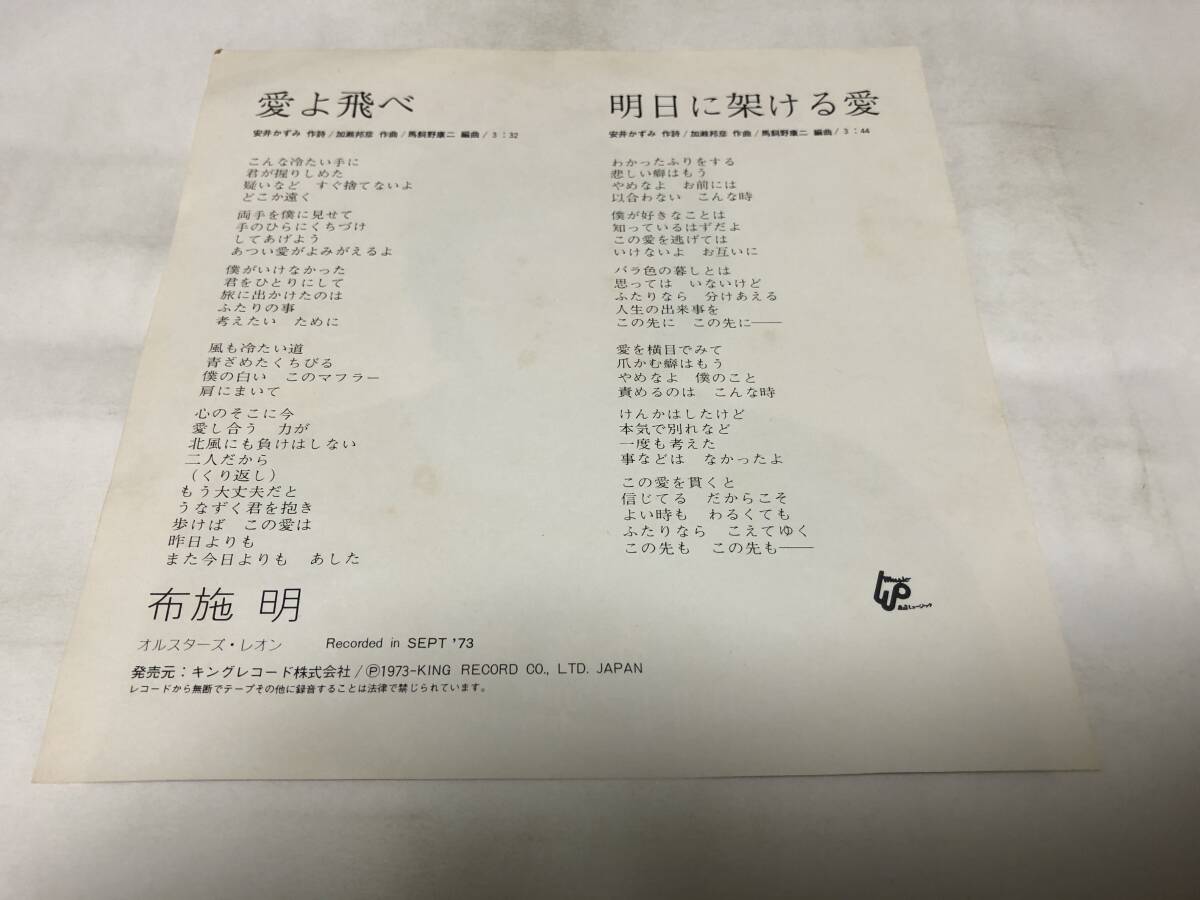 愛よ飛べ
安井かずみ 作詩/加瀬邦彦 作曲/馬飼野康二 編曲/3:32
こんな冷たい手に
君が握りしめた
疑いなど すぐ捨てないよ
どこか遠く
両手を僕に見せて
手のひらにくちづけ
してあげよう
あつい愛がよみがえるよ
僕がいけなかった
君をひとりにして
旅に出かけたのは
ふたりの事
考えたい ために
風も冷たい道
青ざめたくちびる
僕の白い このマフラー
肩にまいて
心のそこに今
愛し合う 力が
北風にも負けはしない
二人だから
(くり返し)
もう大丈夫だと
うなずく君を抱き
歩けば この愛は
昨日よりも
また今日よりも あした
明日に架ける愛
安井かずみ 作詩/加瀬邦彦 作曲/馬飼野康二 編曲/3:44
わかったふりをする
悲しい癖はもう
やめなよ お前には
以合わない こんな時
僕が好きなことは
知っているはずだよ
この愛を逃げては
いけないよ お互いに
バラ色の暮しとは
思っては いないけど
ふたりなら 分けあえる
人生の出来事を
この先に この先に――
愛を横目でみて
爪かむ癖はもう
やめなよ 僕のこと
責めるのは こんな時
けんかはしたけど
本気で別れなど
一度も考えた
事などは なかったよ
この愛を貫くと
信じてる だからこそ
よい時も わるくても
ふたりなら こえてゆく
この先も この先も――
布施 明
オルスターズ・レオン Recorded in SEPT '73
発売元:キングレコード株式会社/Ⓟ1973-KING RECORD CO., LTD. JAPAN
レコードから無断でテープその他に録音することは法律で禁じられています。
music